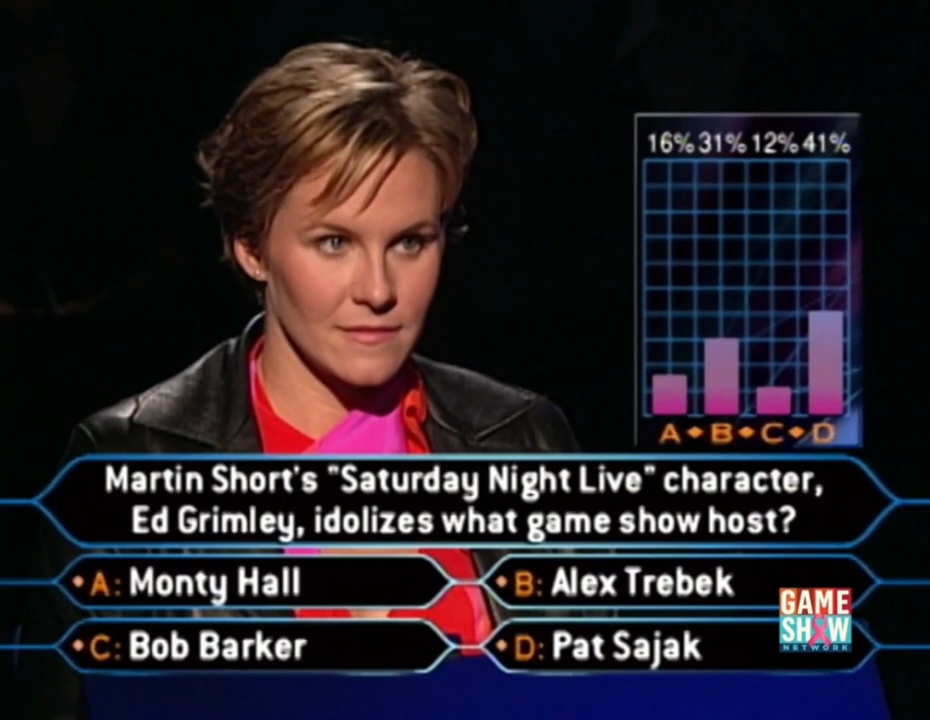 16% 31% 12% 41%
A B C D
Martin Short's "Saturday Night Live" character,
Ed Grimley, idolizes what game show host?
A: Monty Hall
B: Alex Trebek
C: Bob Barker
D: Pat Sajak
GAME
SHOW
NETWORK